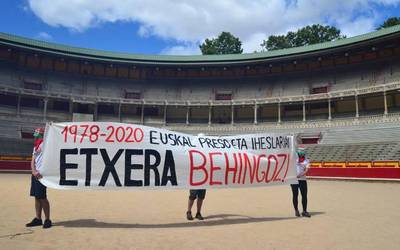 1978-2020 EUSKAL PRESO ETA IHESLARIAK
ETXERA BEHINGOZ!